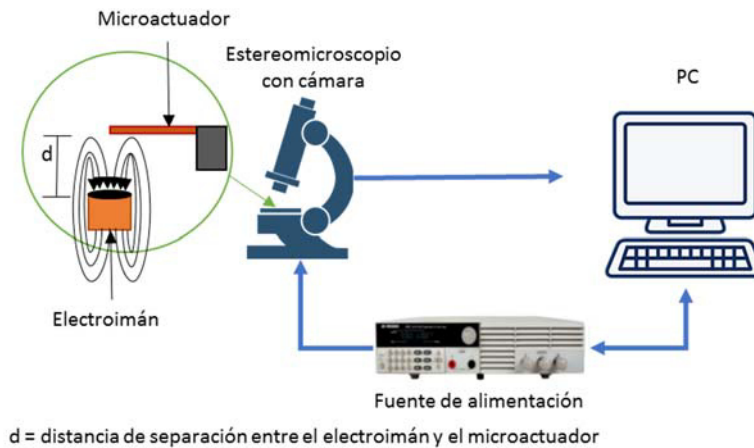 Microactuador
Estereomicroscopio
con cámara
PC
d
Electroimán
Fuente de alimentación
d = distancia de separación entre el electroimán y el microactuador